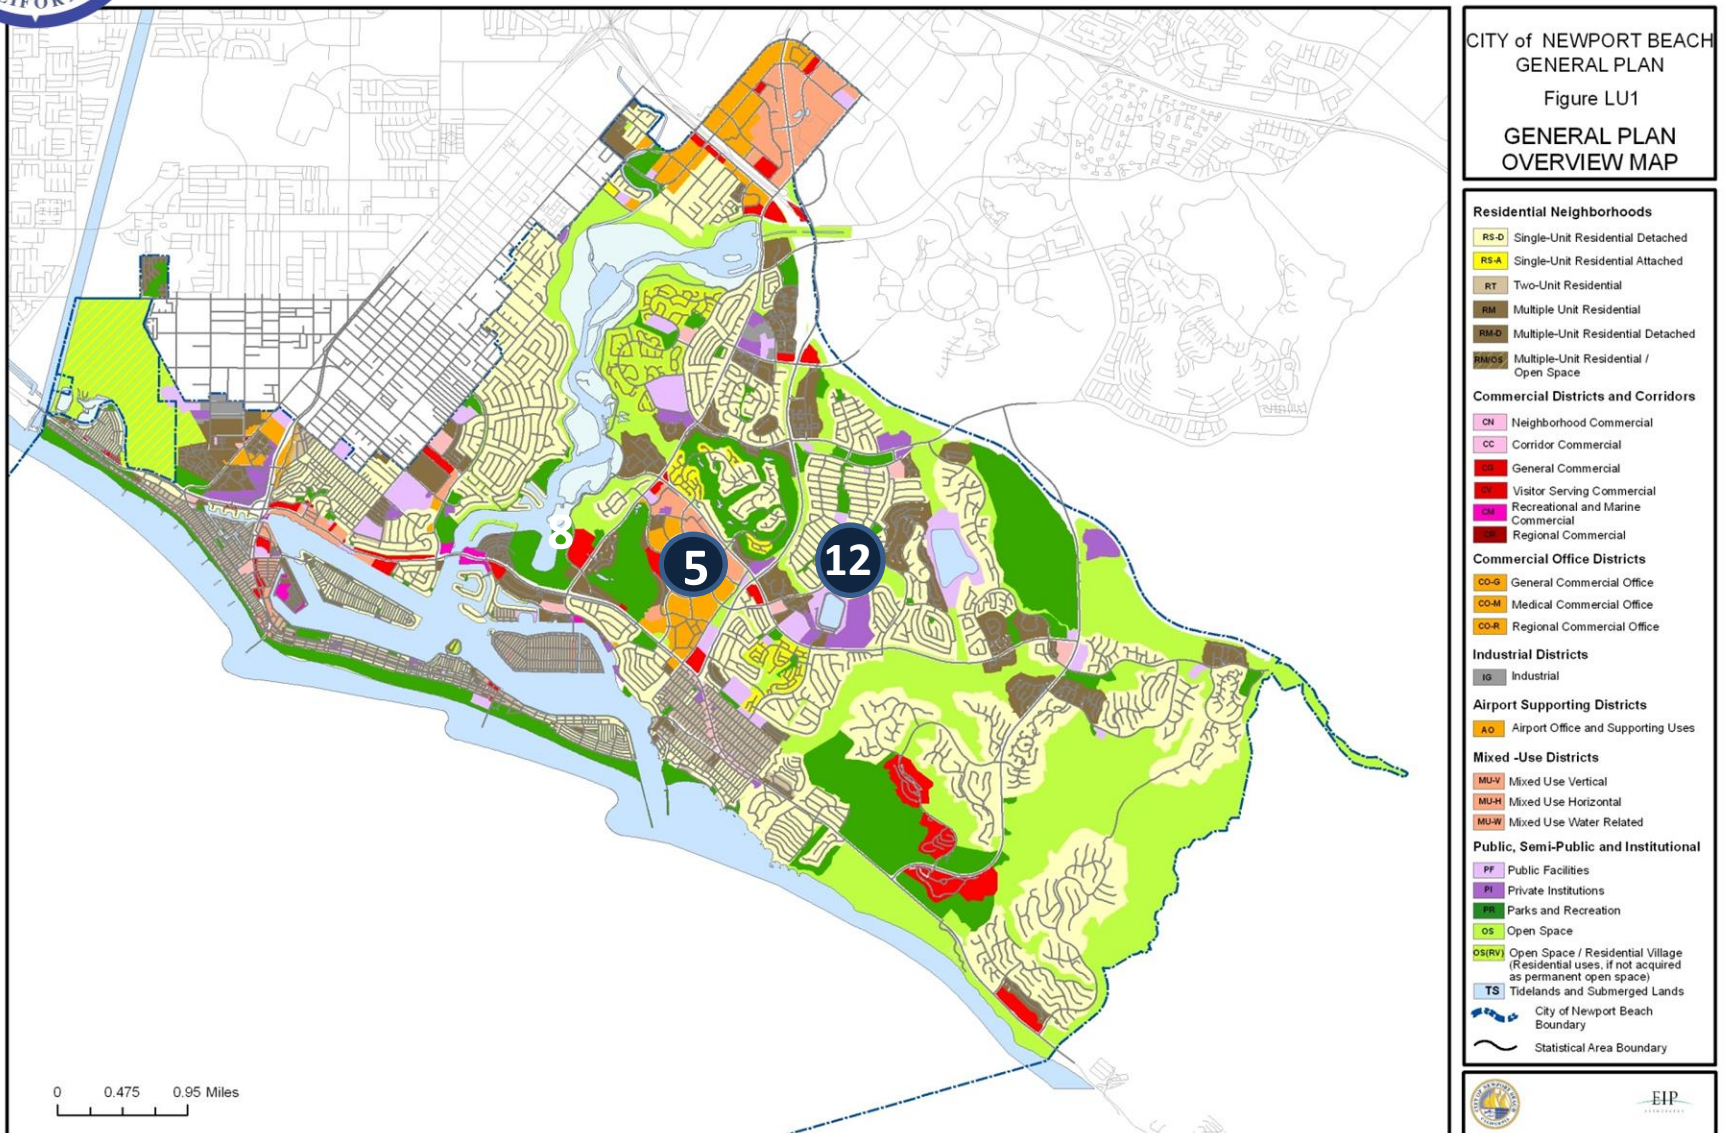 LIFOR
CITY of NEWPORT BEACH
GENERAL PLAN
Figure LU1
GENERAL PLAN
OVERVIEW MAP
Residential Neighborhoods
RS-D Single-Unit Residential Detached
RS-A Single-Unit Residential Attached
RT Two-Unit Residential
RM Multiple Unit Residential
RM-D Multiple-Unit Residential Detached
RM/OS Multiple-Unit Residential /
Open Space
Commercial Districts and Corridors
CN Neighborhood Commercial
CC Corridor Commercial
CG General Commercial
CV Visitor Serving Commercial
CM Recreational and Marine
Commercial
CR Regional Commercial
Commercial Office Districts
CO-G General Commercial Office
CO-M Medical Commercial Office
CO-R Regional Commercial Office
Industrial Districts
IG Industrial
Airport Supporting Districts
AO Airport Office and Supporting Uses
Mixed -Use Districts
MU-V Mixed Use Vertical
MU-H Mixed Use Horizontal
MU-W Mixed Use Water Related
Public, Semi-Public and Institutional
PF Public Facilities
PI Private Institutions
PR Parks and Recreation
OS Open Space
OS(RV) Open Space / Residential Village
(Residential uses, if not acquired
as permanent open space)
TS Tidelands and Submerged Lands
City of Newport Beach
Boundary
Statistical Area Boundary
8
5
12
0 0.475 0.95 Miles
EIP